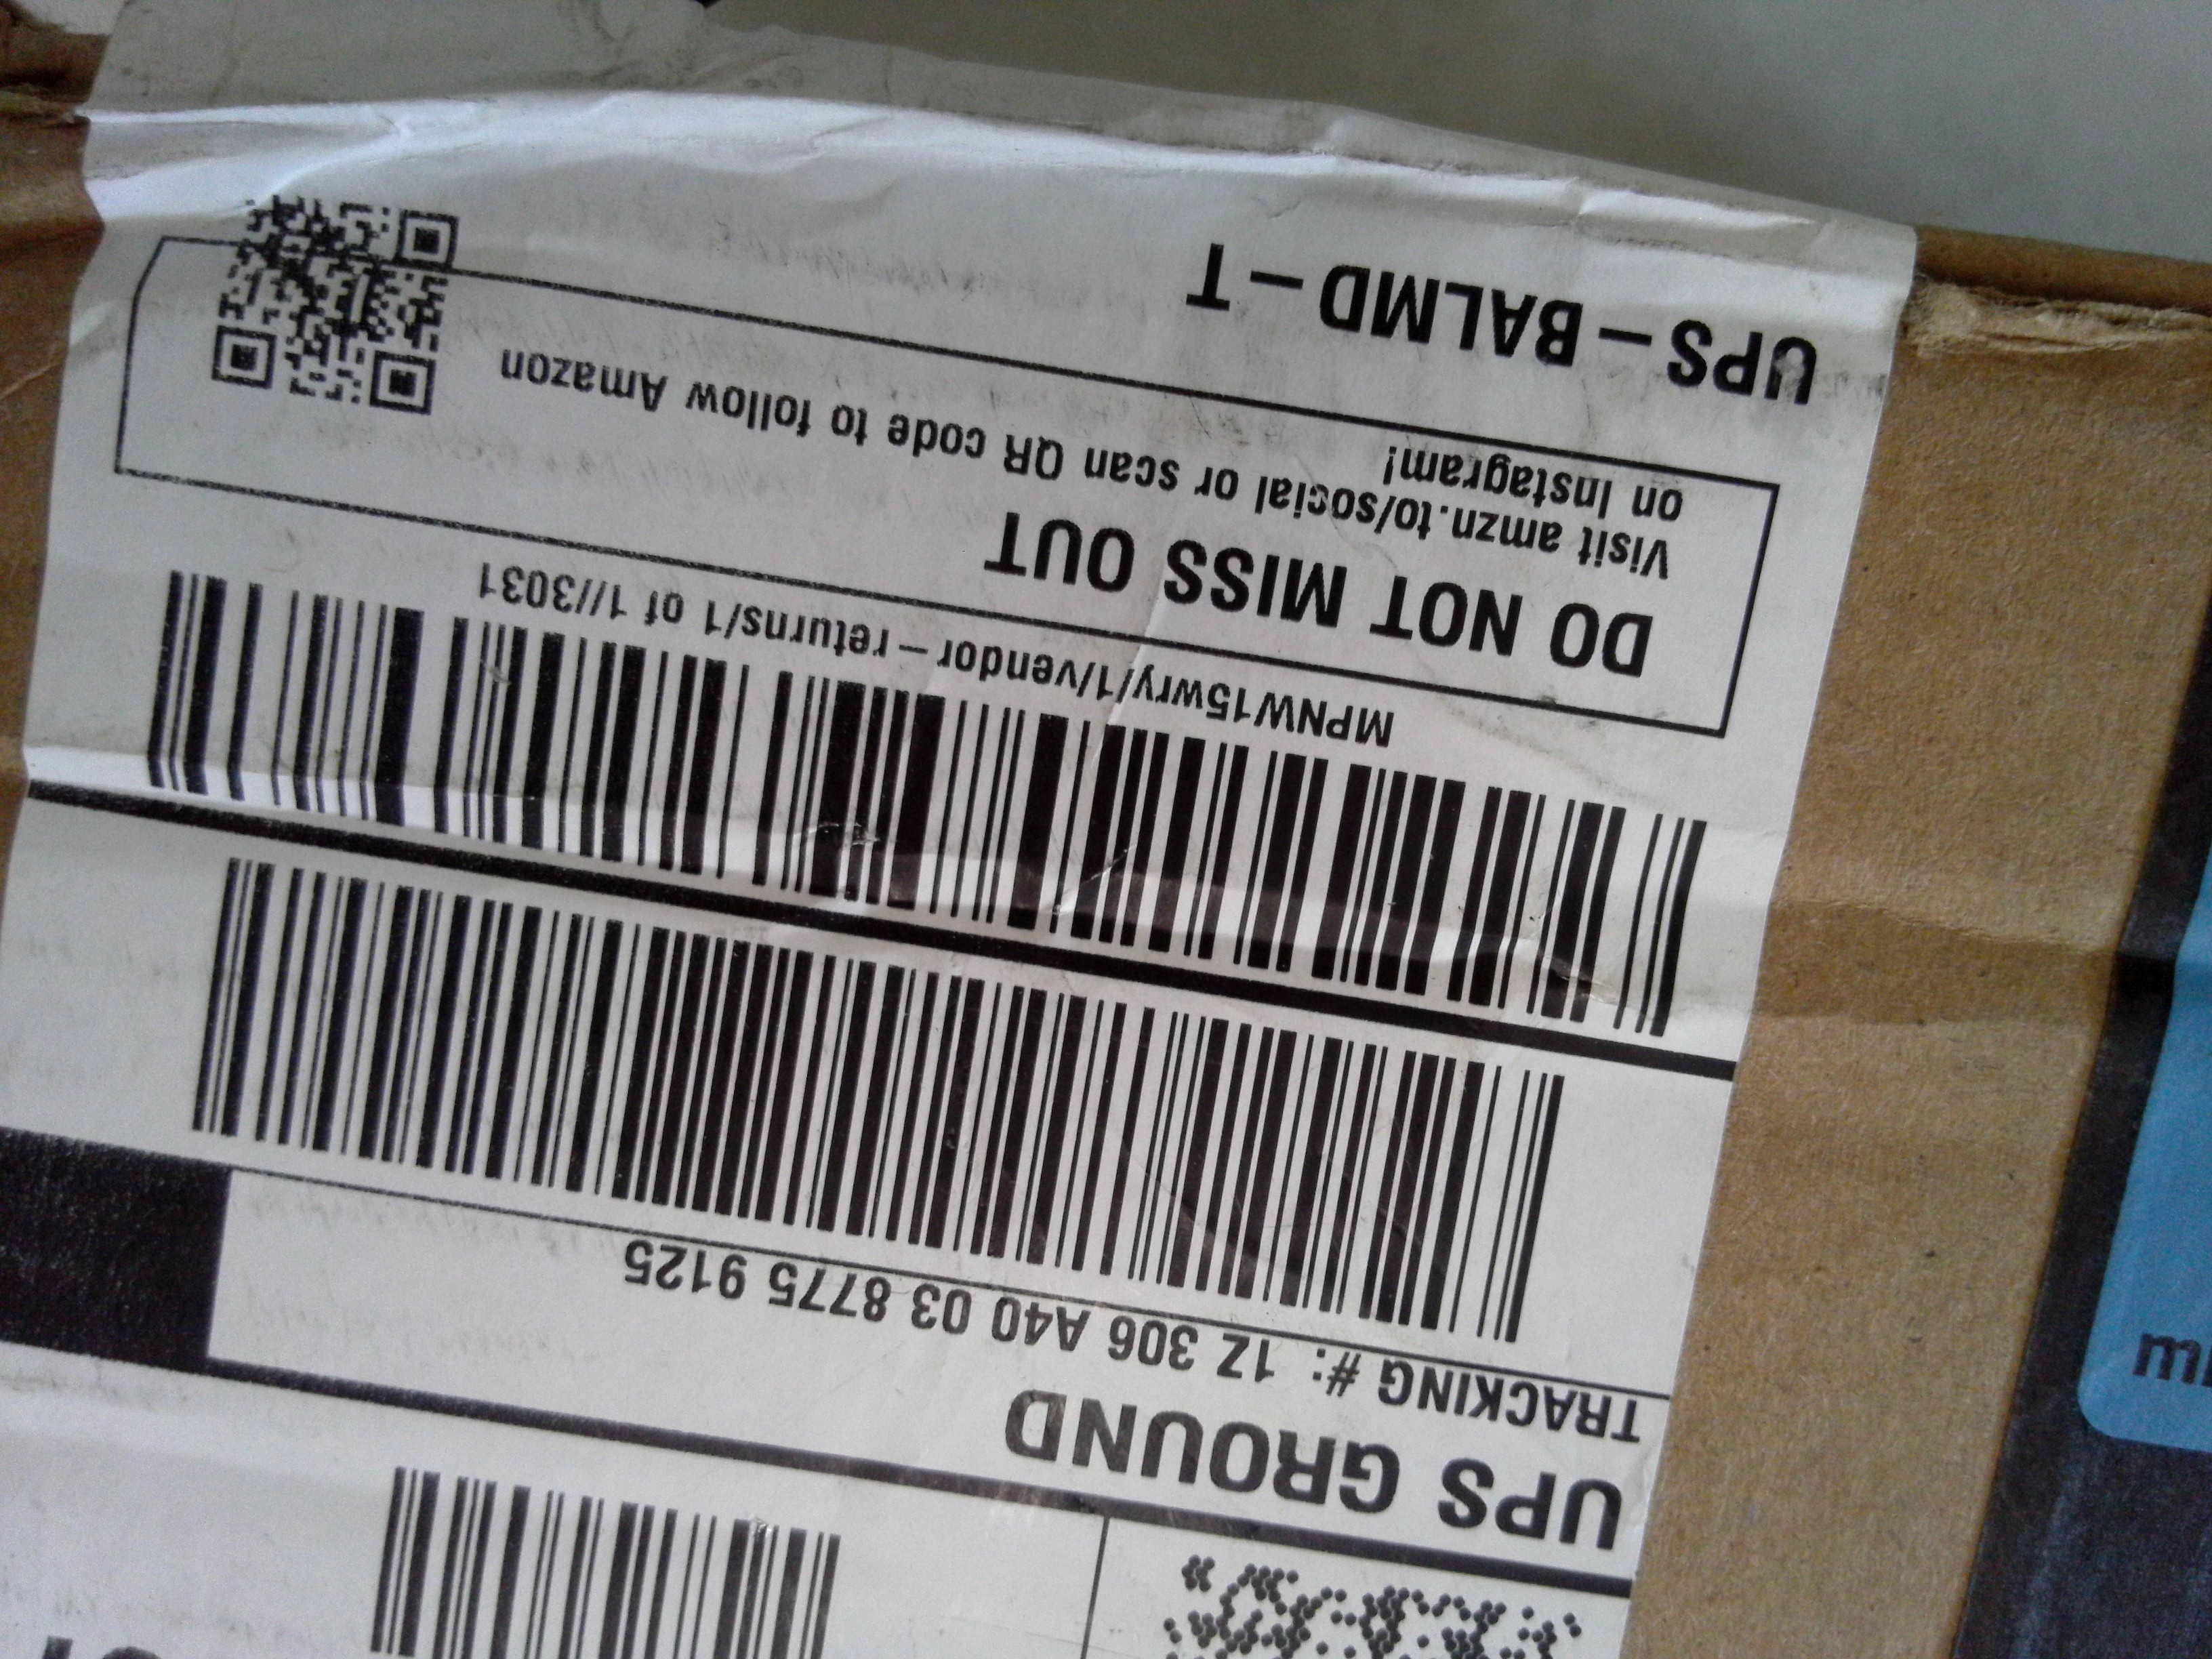 UPS GROUND
TRACKING #: 1Z 306 A40 03 8775 9125
MPNW15wry/1/vendor-returns/1 of 1//3031
DO NOT MISS OUT
Visit amzn.to/social or scan QR code to follow Amazon
on Instagram!
UPS-BALMD-T